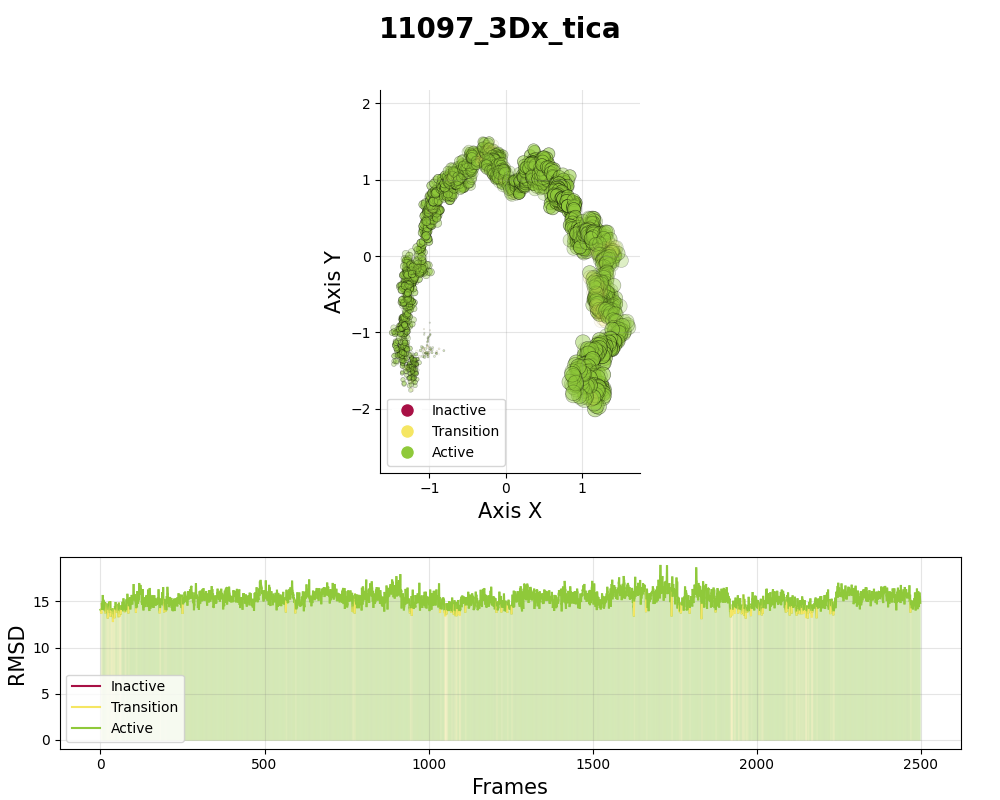 11097_3Dx_tica
2
1
0
−1
−2
Axis Y
Inactive
Transition
Active
−1 0 1
Axis X
15
10
5
0
RMSD
Inactive
Transition
Active
0 500 1000 1500 2000 2500
Frames